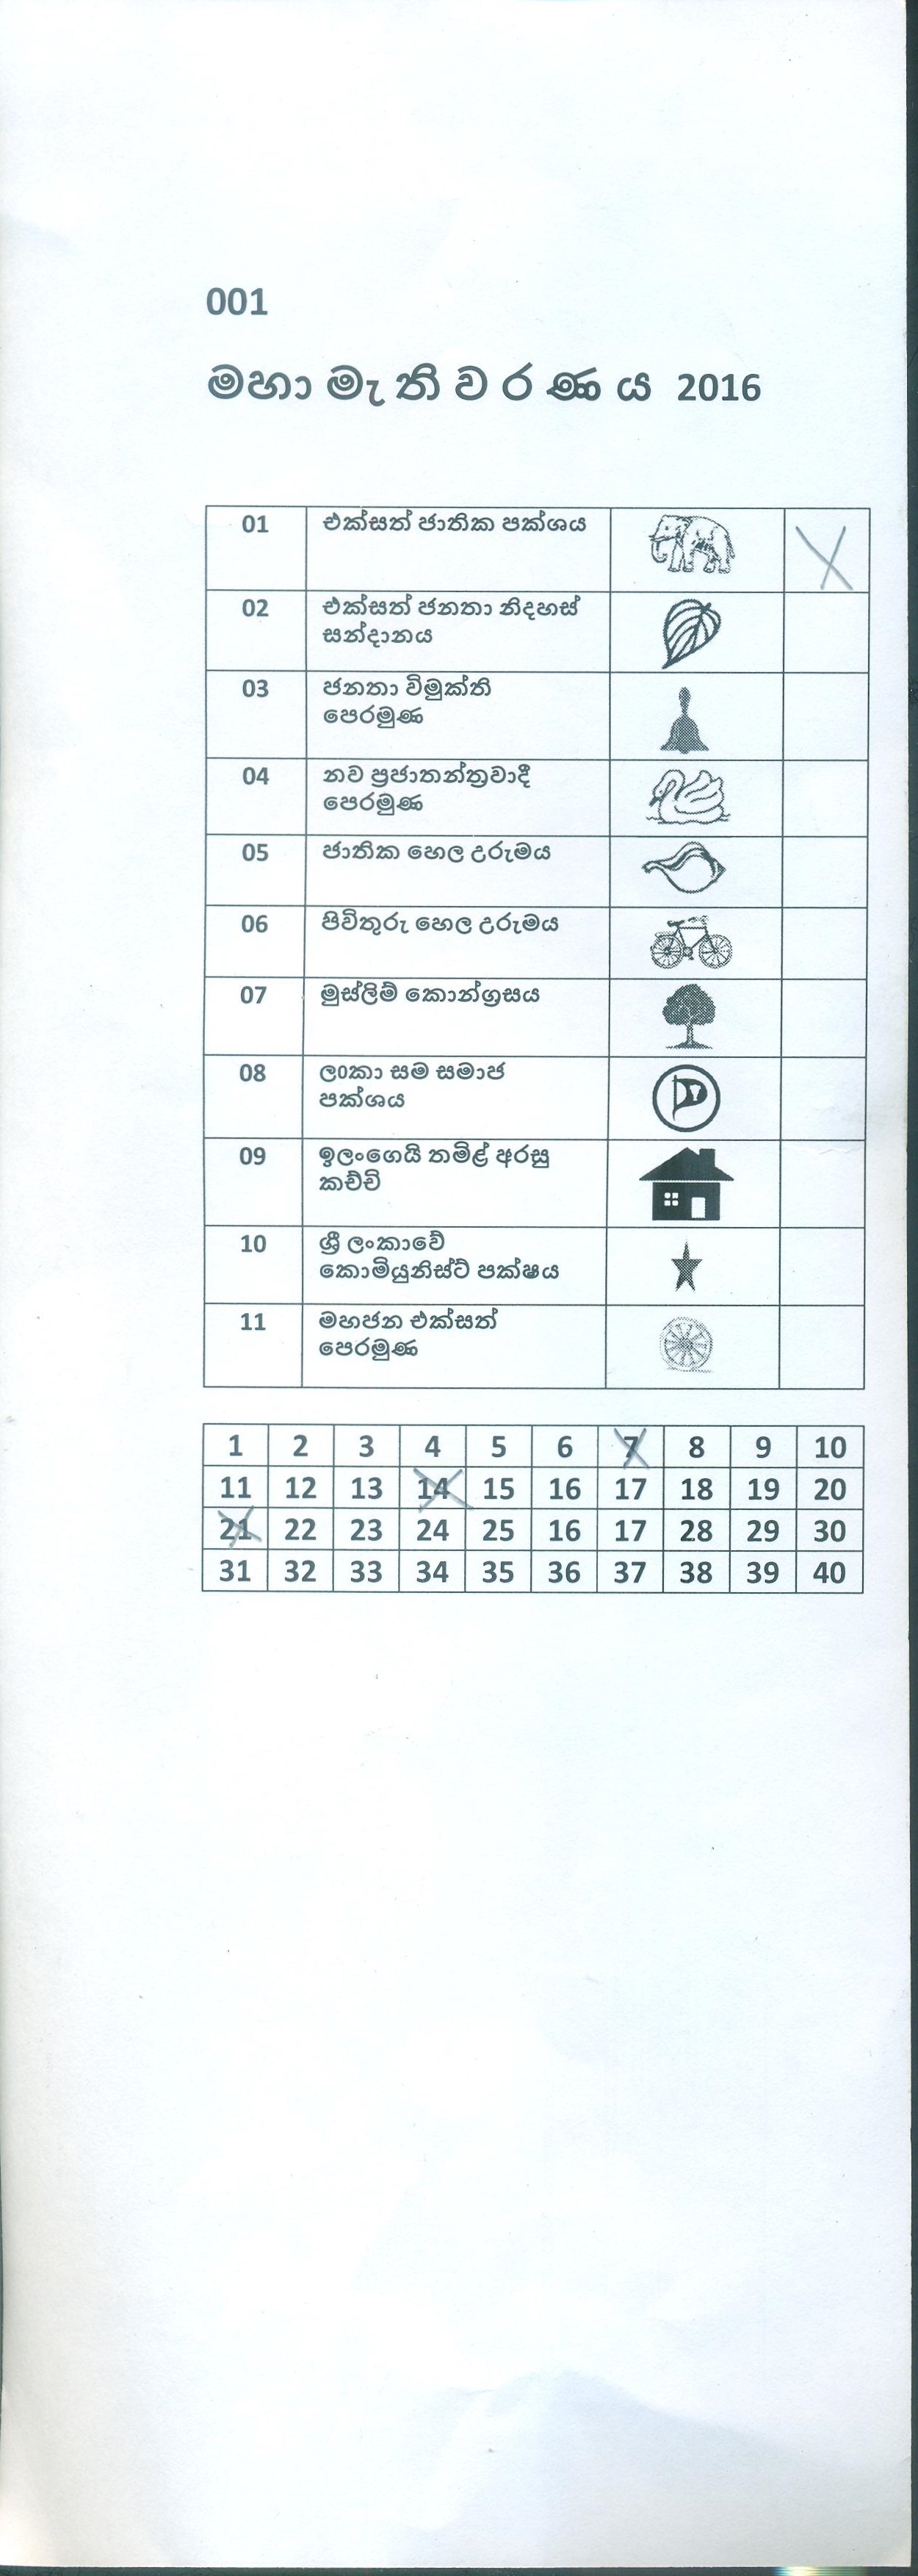 001
මහා මැතිවරණය 2016
01 එක්සත් ජාතික පක්ශය
02 එක්සත් ජනතා නිදහස්
සන්දානය
03 ජනතා විමුක්ති
පෙරමුණ
04 නව ප්‍රජාතන්ත්‍රවාදී
පෙරමුණ
05 ජාතික හෙල උරුමය
06 පිවිතුරු හෙල උරුමය
07 මුස්ලිම් කොන්ග්‍රසය
08 ල0කා සම සමාජ
පක්ශය
09 ඉලංගෙයි තමිළ් අරසු
කච්චි
10 ශ්‍රී ලංකාවේ
කොමියුනිස්ට් පක්ෂය
11 මහජන එක්සත්
පෙරමුණ
1 2 3 4 5 6 7 8 9 10
11 12 13 14 15 16 17 18 19 20
21 22 23 24 25 16 17 28 29 30
31 32 33 34 35 36 37 38 39 40